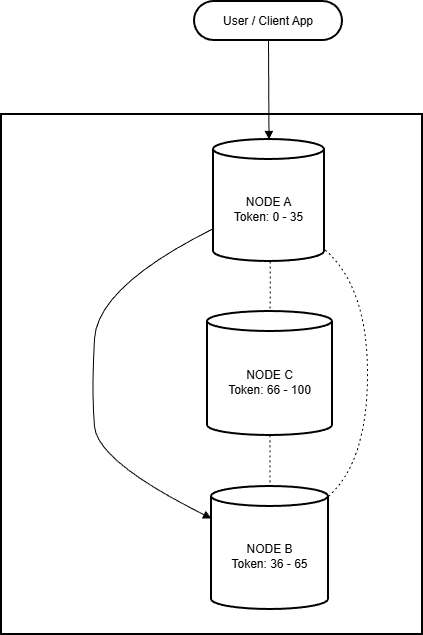 User / Client App
NODE A
Token: 0 - 35
NODE C
Token: 66 - 100
NODE B
Token: 36 - 65